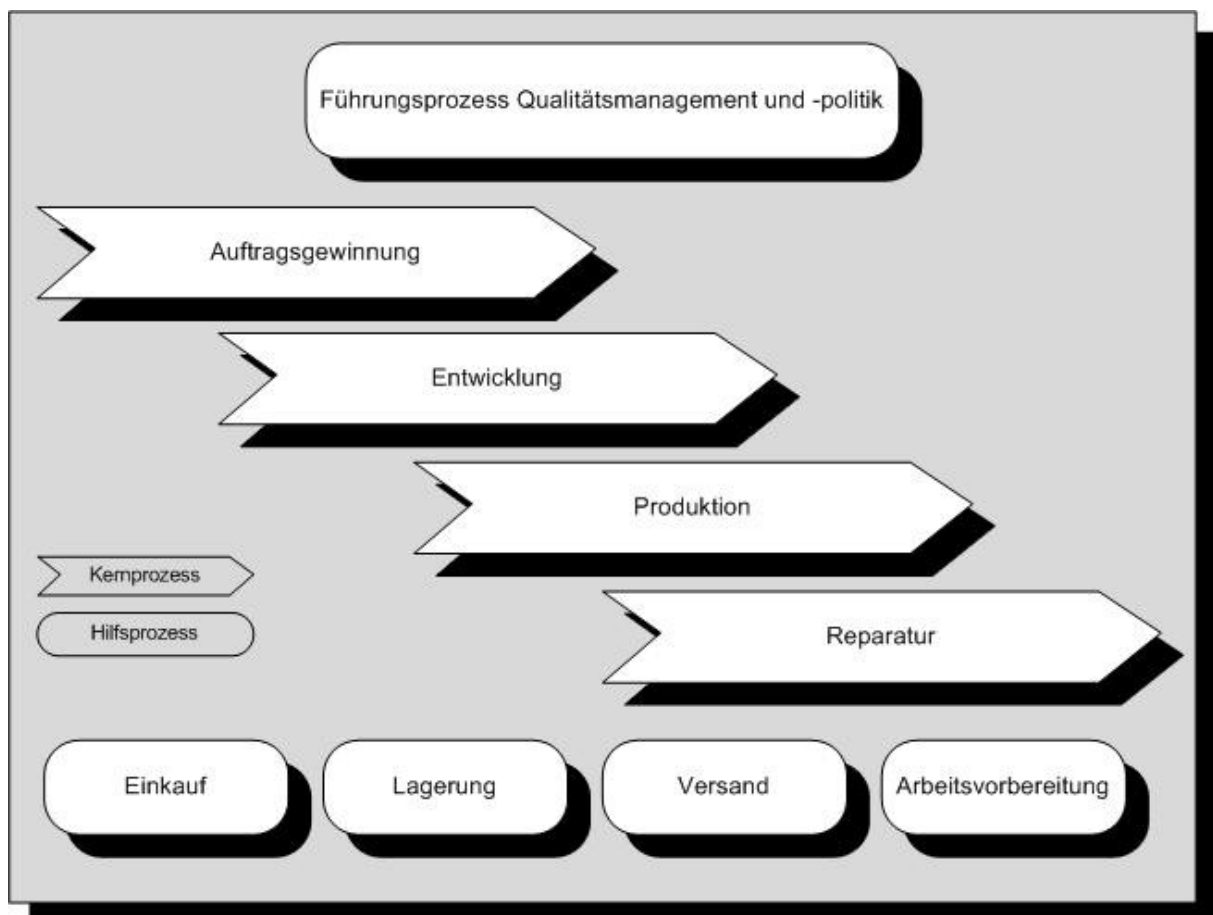 Führungsprozess Qualitätsmanagement und -politik
Auftragsgewinnung
Entwicklung
Produktion
Kernprozess
Hilfsprozess
Reparatur
Einkauf
Lagerung
Versand
Arbeitsvorbereitung